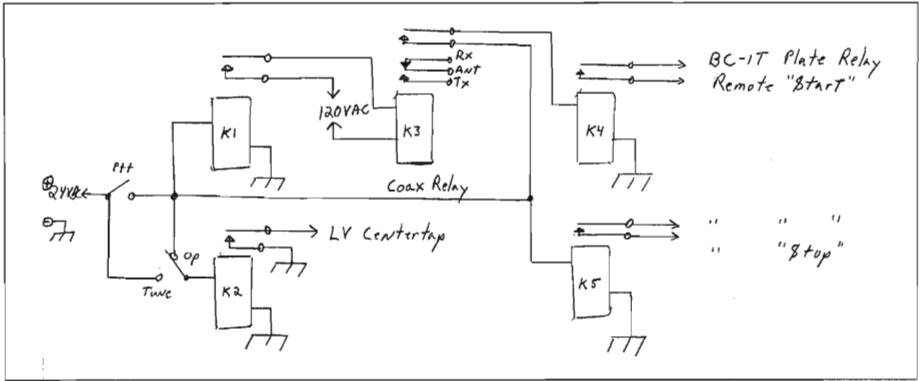 Rx
ANT
Tx
BC-1T Plate Relay
Remote "Start"
120VAC
K1
K3
K4
Ptt
⊕
24VDC
Coax Relay
⊖
LV Centertap
" " "
" "Stop"
Op
Tune
K2
K5